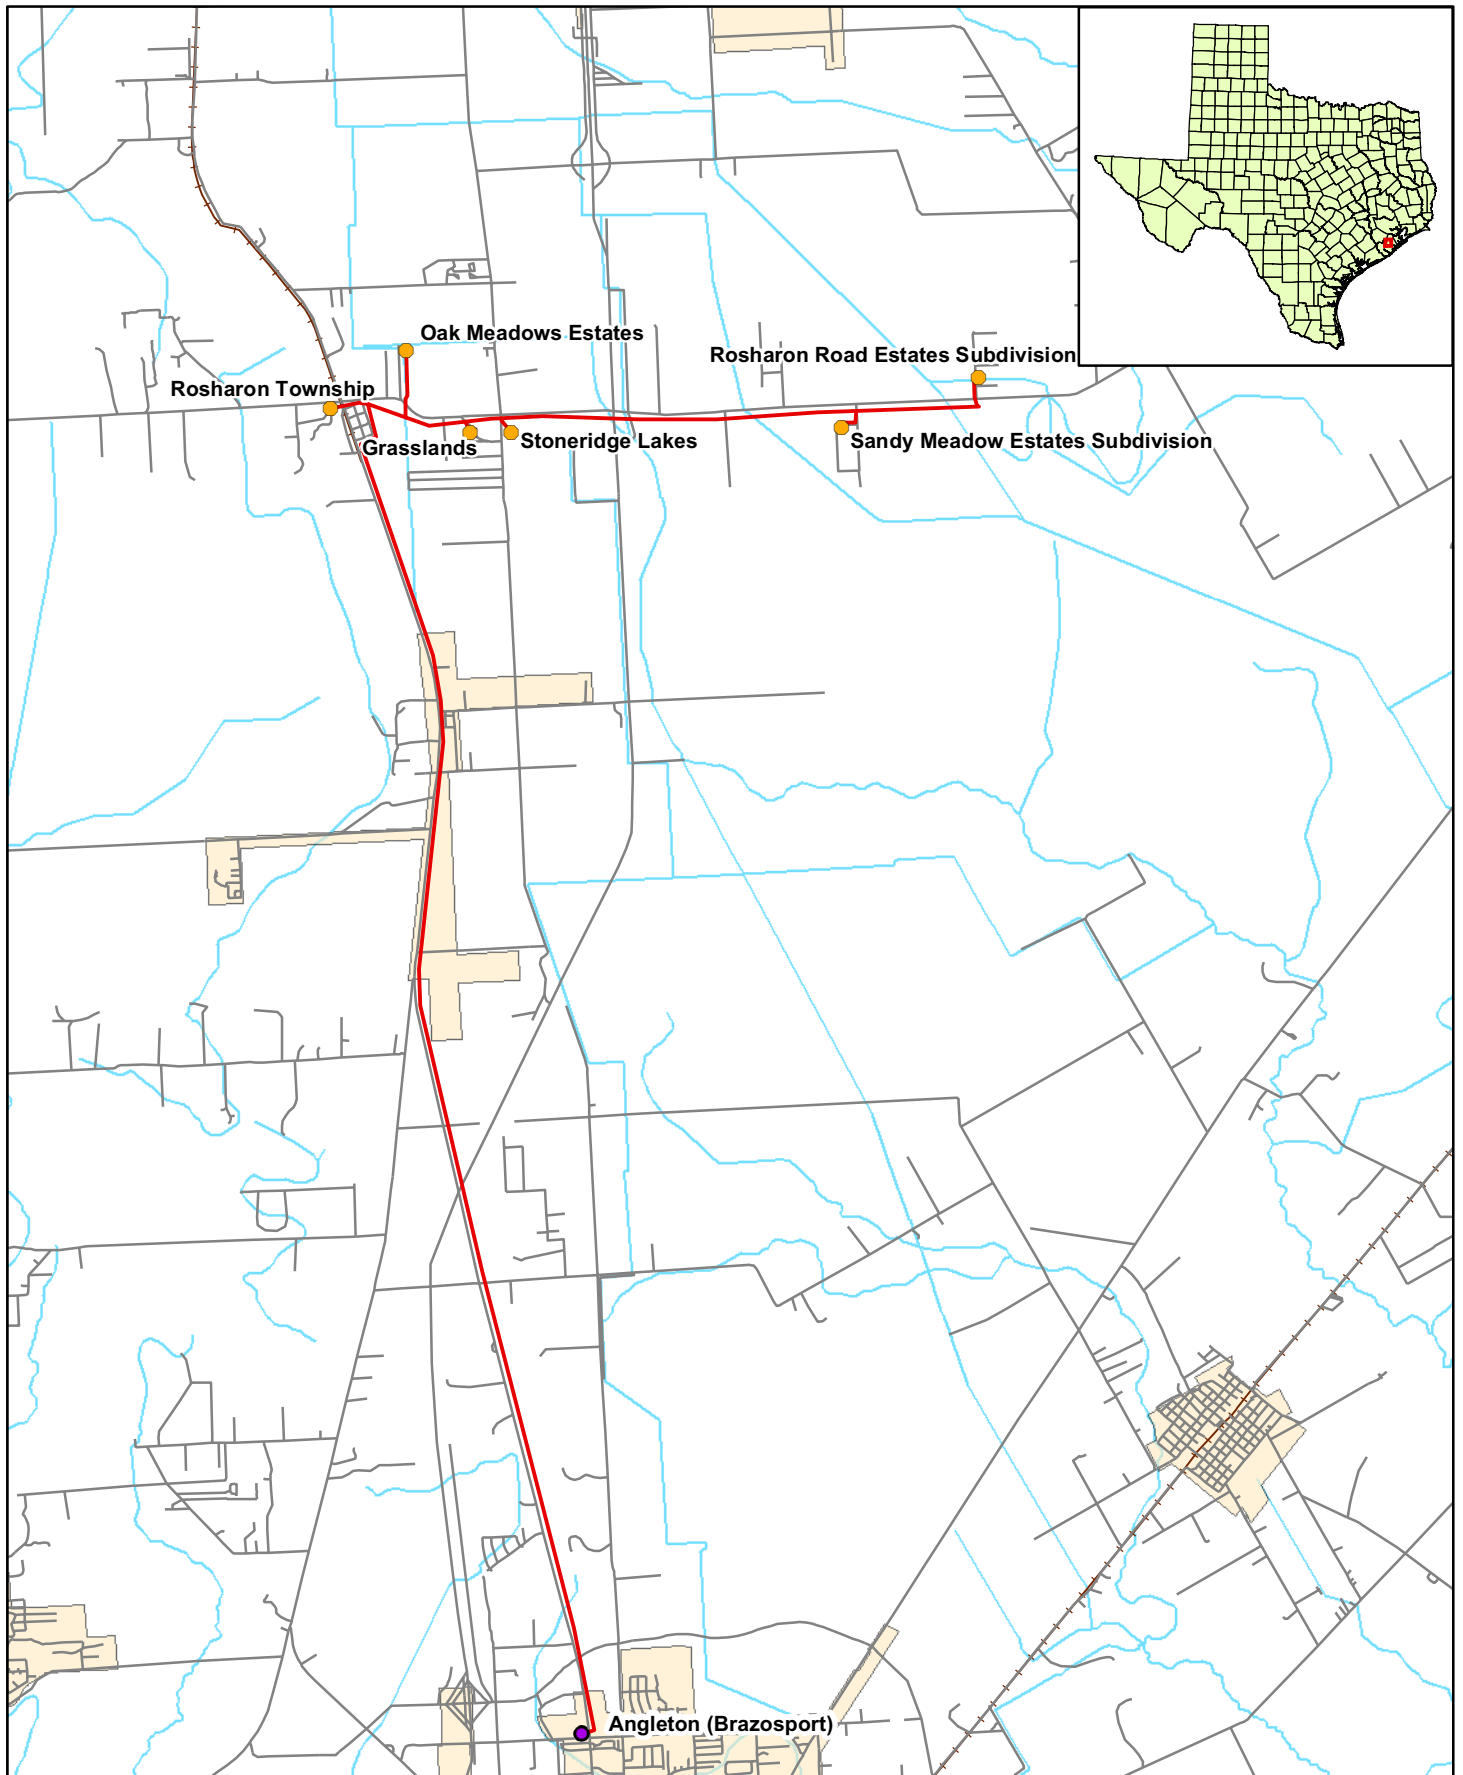 Oak Meadows Estates
Rosharon Road Estates Subdivision
Rosharon Township
Grasslands
Stoneridge Lakes
Sandy Meadow Estates Subdivision
Angleton (Brazosport)